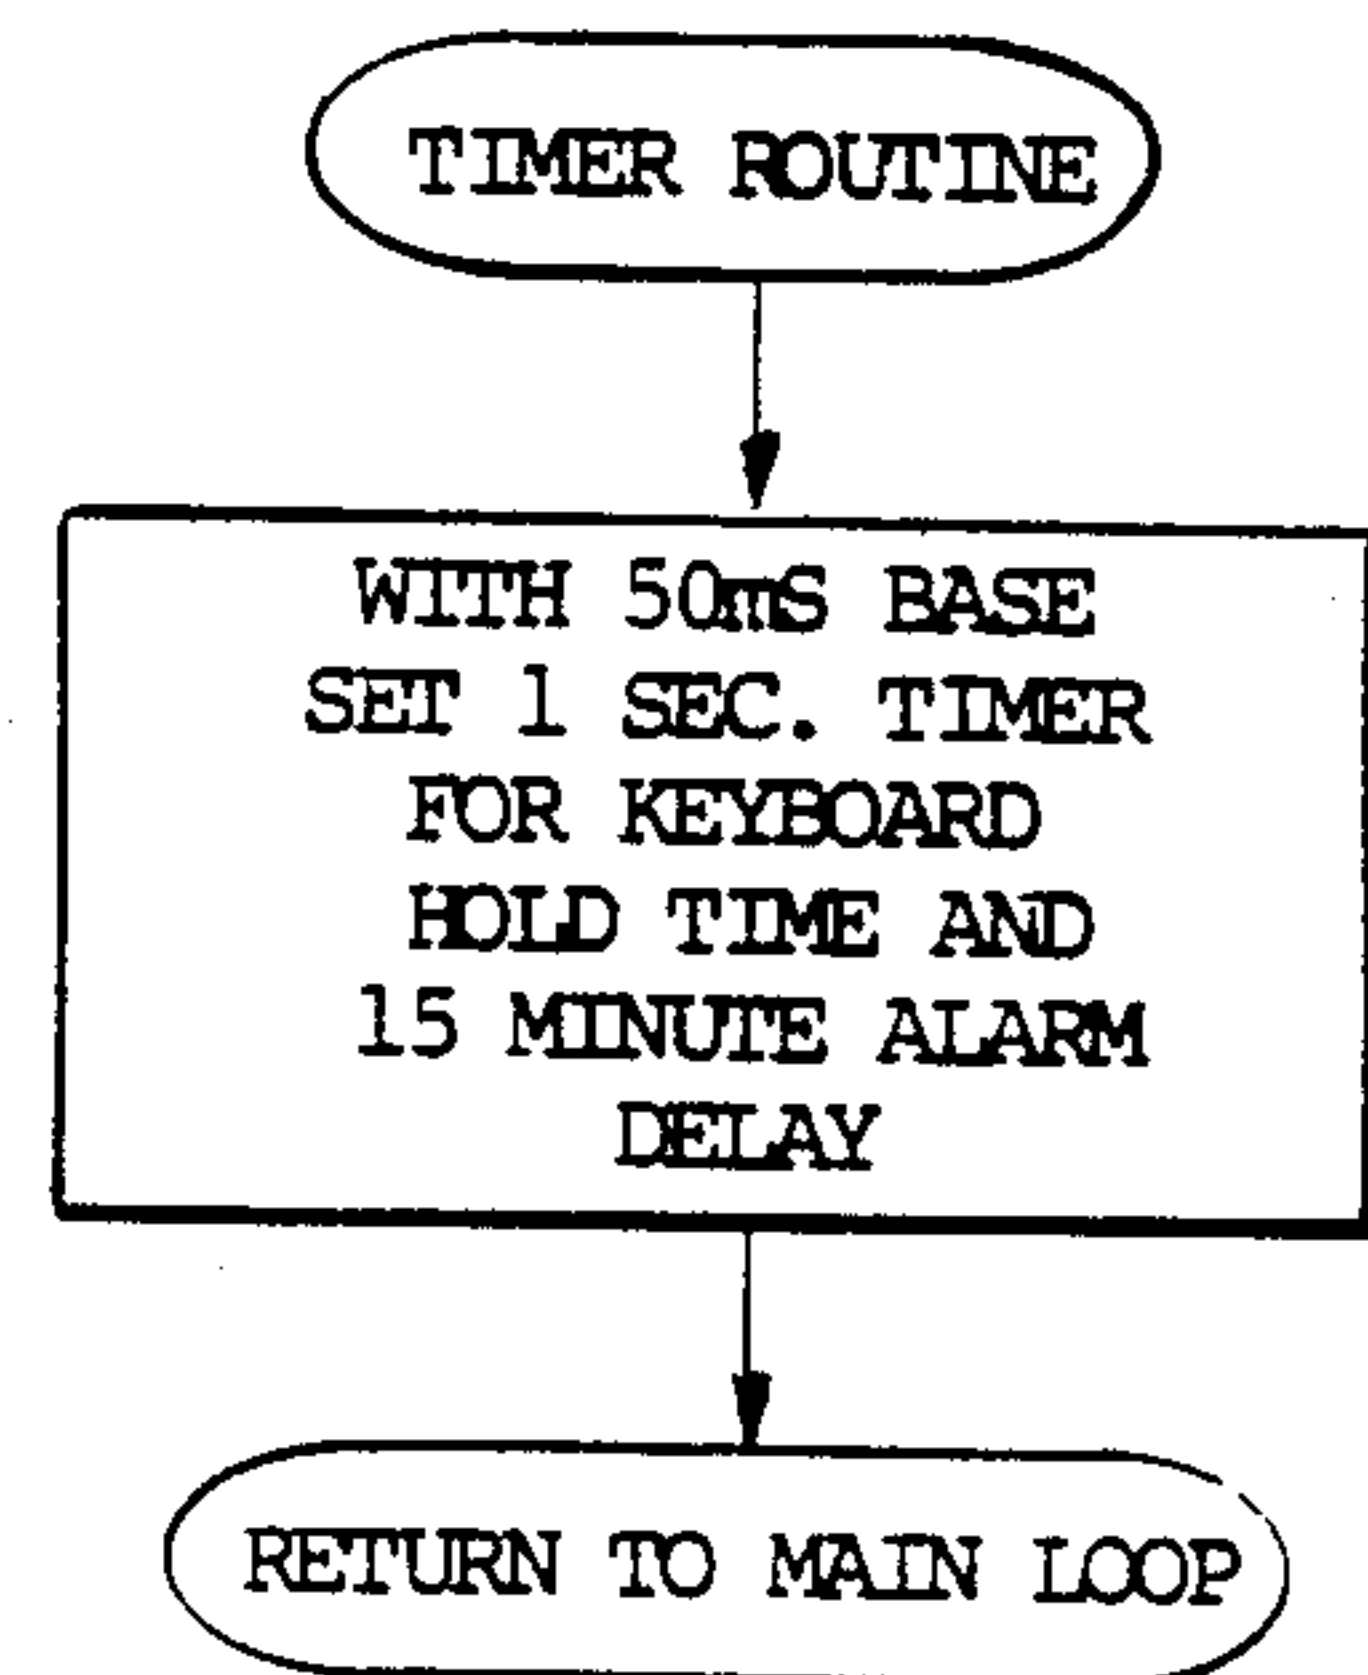 TIMER ROUTINE
WITH 50mS BASE
SET 1 SEC. TIMER
FOR KEYBOARD
HOLD TIME AND
15 MINUTE ALARM
DELAY
RETURN TO MAIN LOOP